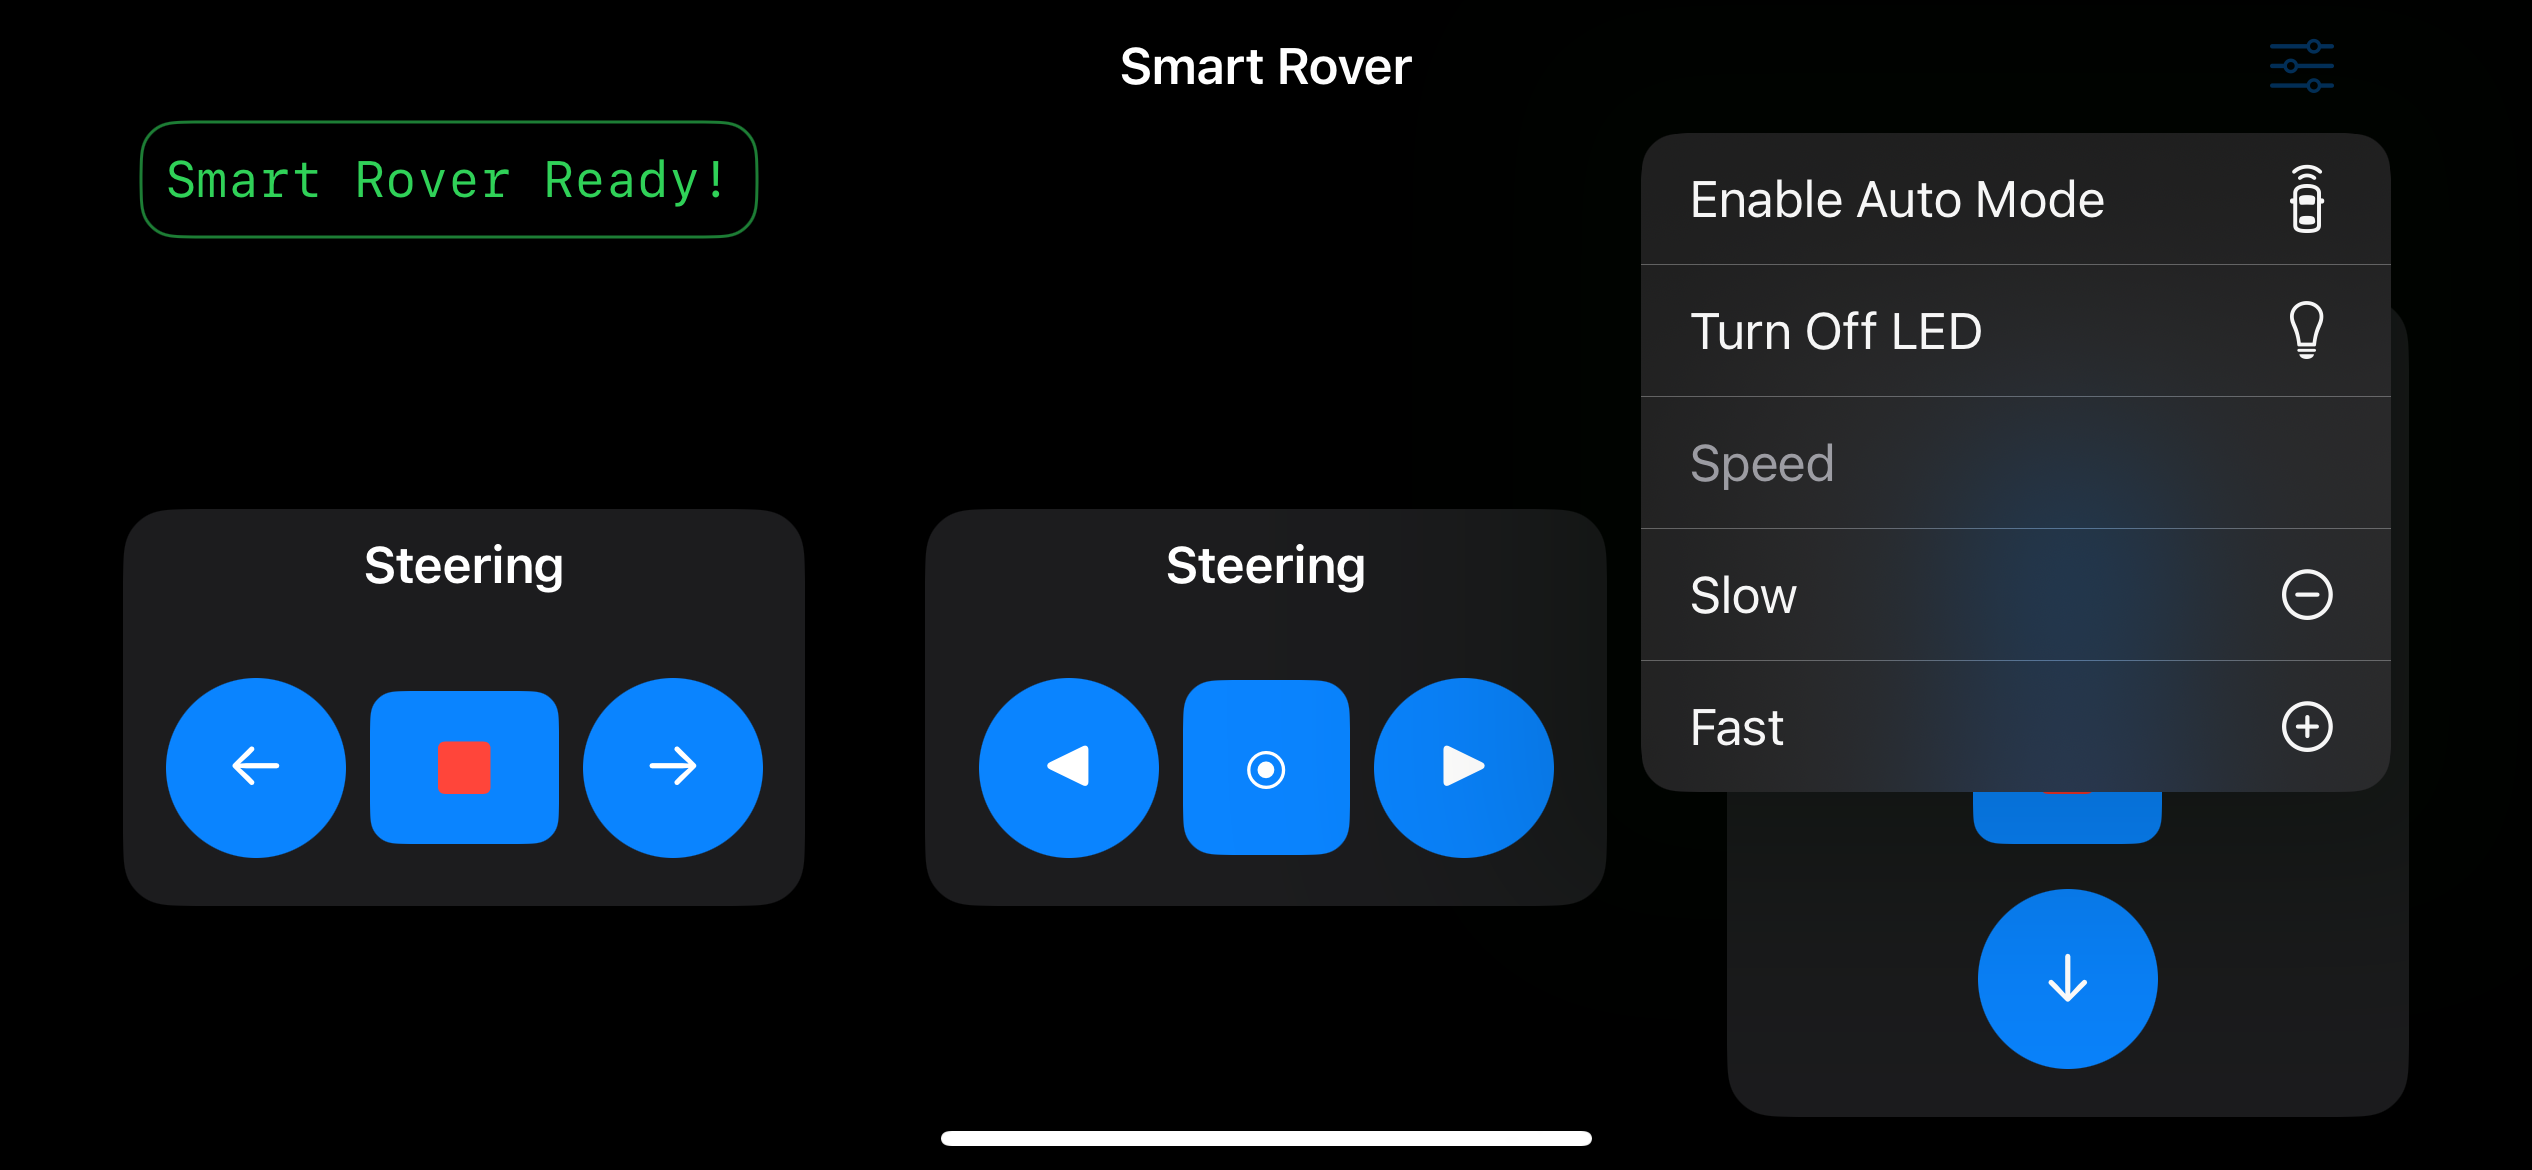 Smart Rover
Smart Rover Ready!
Enable Auto Mode
Turn Off LED
Speed
Slow
Fast
Steering
Steering